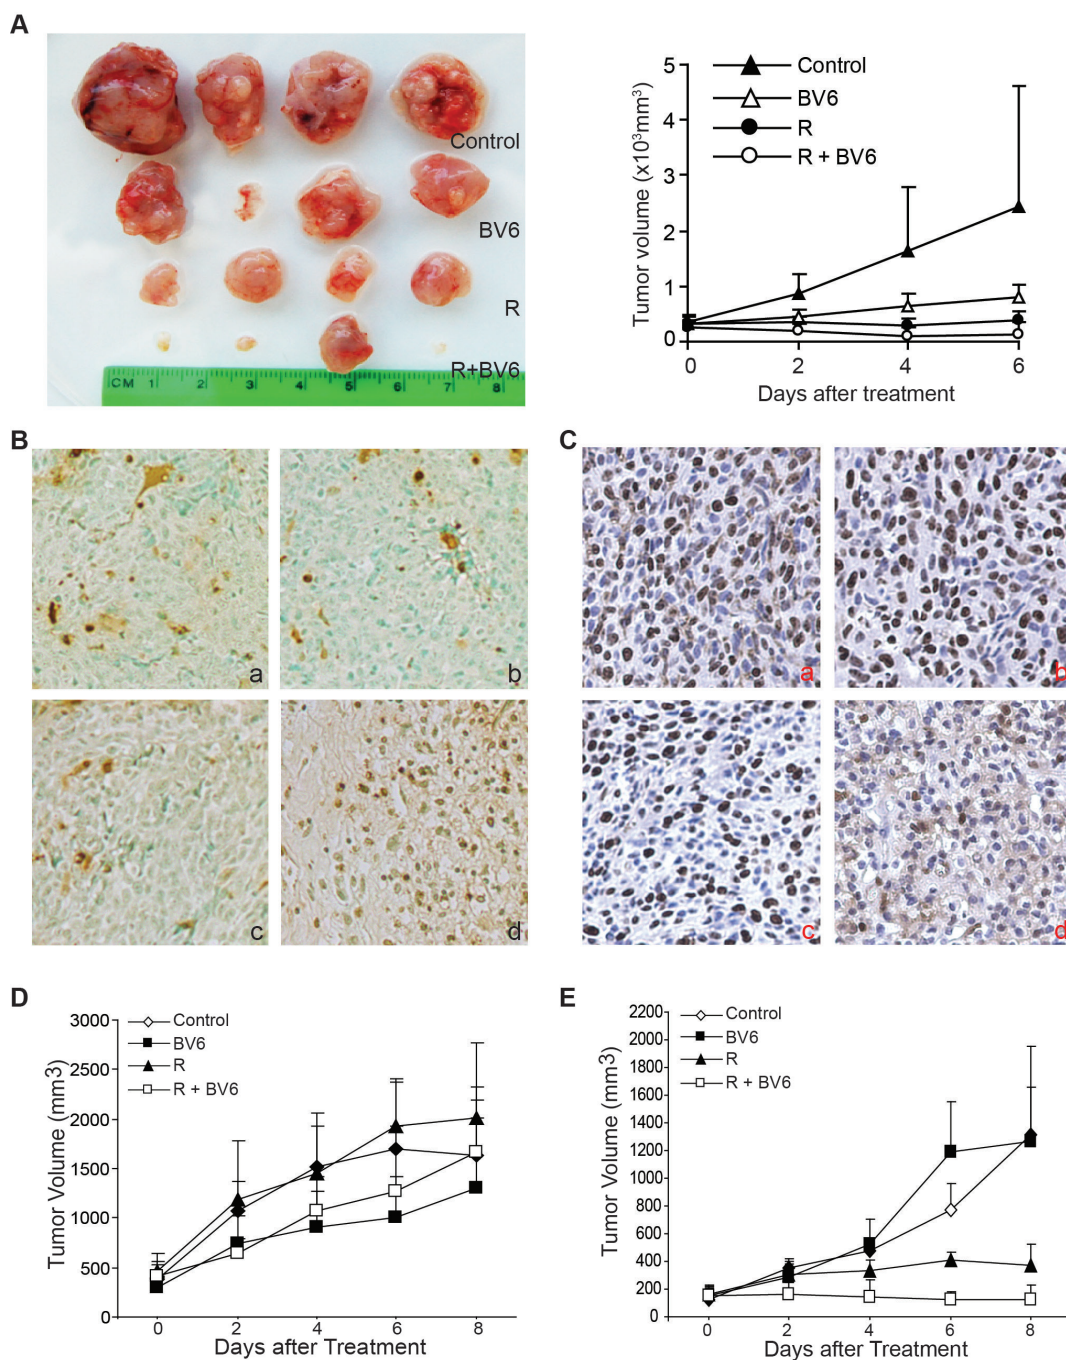 A
Control
BV6
R
R+BV6
CM 1 2 3 4 5 6 7 8
Control
BV6
R
R + BV6
Tumor volume (x10³mm³)
5
4
3
2
1
0
0 2 4 6
Days after treatment
B
a
b
c
d
C
a
b
c
d
D
Control
BV6
R
R + BV6
Tumor Volume (mm3)
3000
2500
2000
1500
1000
500
0
0 2 4 6 8
Days after Treatment
E
Control
BV6
R
R + BV6
Tumor Volume (mm3)
2200
2000
1800
1600
1400
1200
1000
800
600
400
200
0
0 2 4 6 8
Days after Treatment